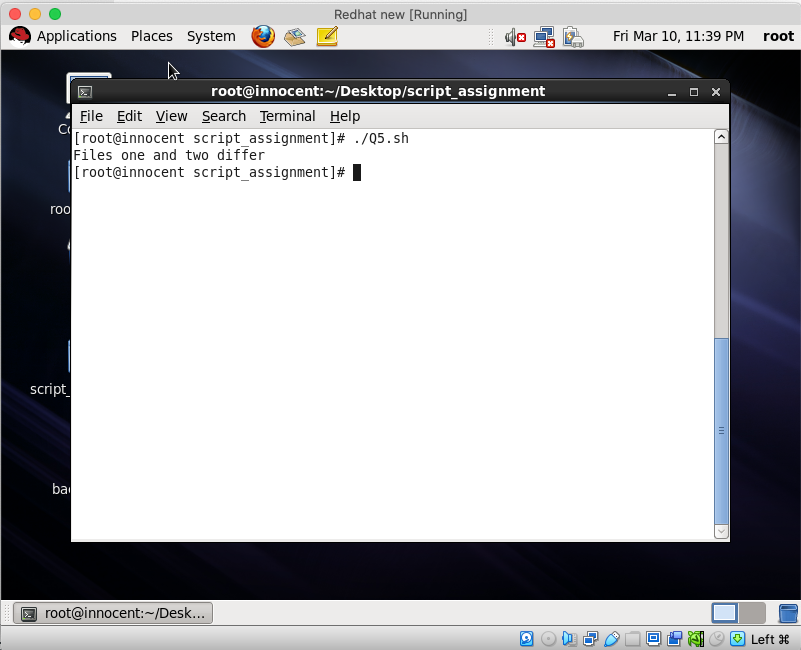 Redhat new [Running]
Applications Places System Fri Mar 10, 11:39 PM root
root@innocent:~/Desktop/script_assignment
File Edit View Search Terminal Help
[root@innocent script_assignment]# ./Q5.sh
Files one and two differ
[root@innocent script_assignment]#
roo
script_
root@innocent:~/Desk...
Left ⌘